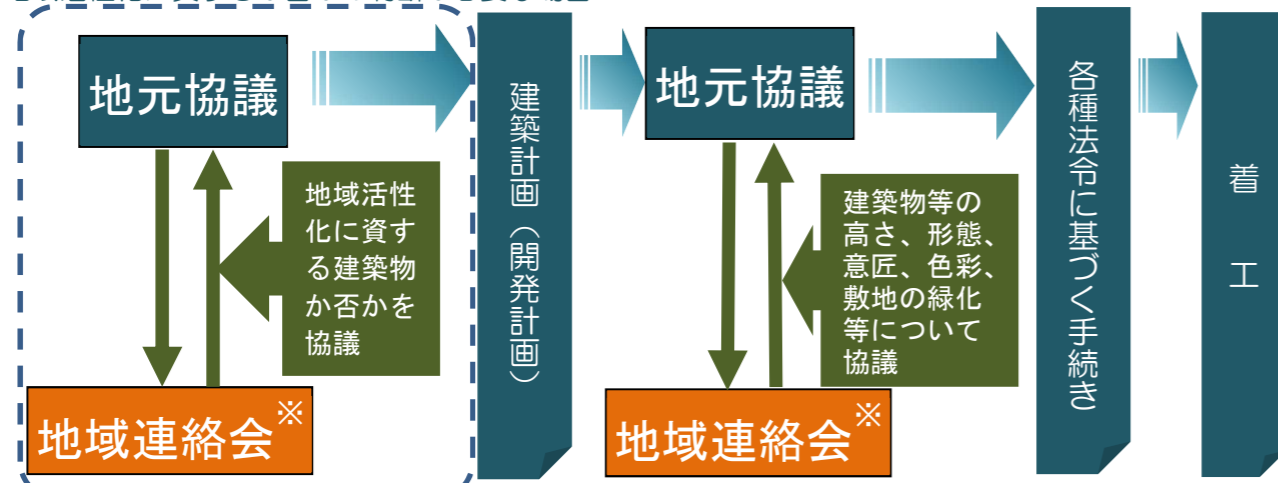 地元協議
地域活性
化に資す
る建築物
か否かを
協議
地域連絡会※
建築計画（開発計画）
地元協議
建築物等の
高さ、形態、
意匠、色彩、
敷地の緑化
等について
協議
地域連絡会※
各種法令に基づく手続き
着工